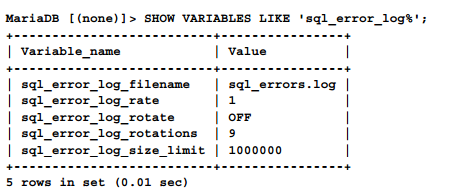 MariaDB [(none)]> SHOW VARIABLES LIKE 'sql_error_log%';
+--------------------------+----------------+
| Variable_name            | Value          |
+--------------------------+----------------+
| sql_error_log_filename   | sql_errors.log |
| sql_error_log_rate       | 1              |
| sql_error_log_rotate     | OFF            |
| sql_error_log_rotations  | 9              |
| sql_error_log_size_limit | 1000000        |
+--------------------------+----------------+
5 rows in set (0.01 sec)